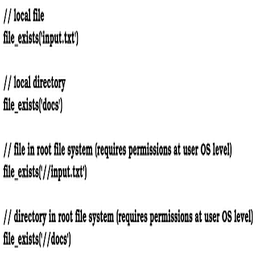 // local file
file_exists('input.txt')
// local directory
file_exists('docs')
// file in root file system (requires permissions at user OS level)
file_exists('//input.txt')
// directory in root file system (requires permissions at user OS level)
file_exists('//docs')